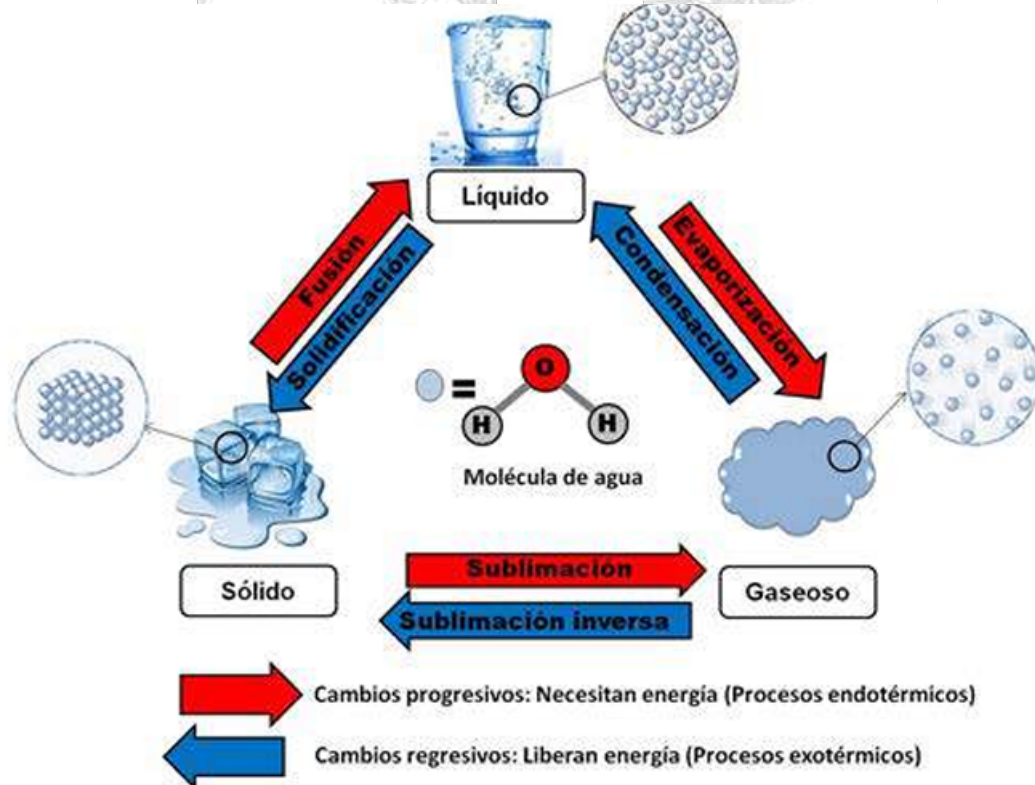 Líquido
Fusión
Solidificación
Condensación
Evaporización
O
=
H
H
Molécula de agua
Sólido
Sublimación
Sublimación inversa
Gaseoso
Cambios progresivos: Necesitan energía (Procesos endotérmicos)
Cambios regresivos: Liberan energía (Procesos exotérmicos)